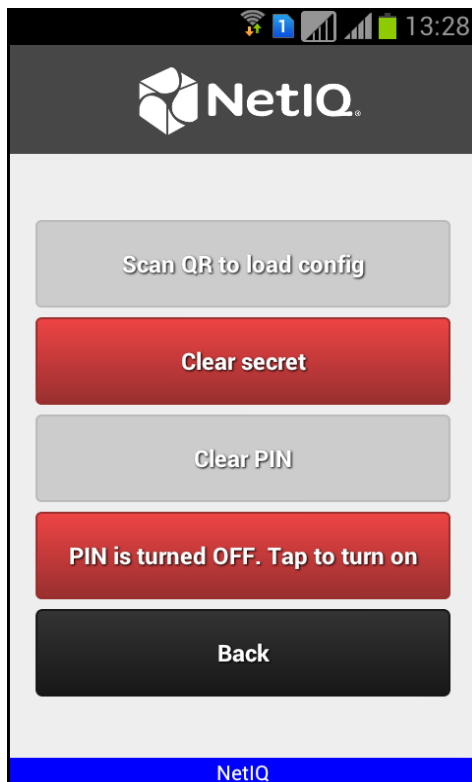 1 13:28
NetIQ
Scan QR to load config
Clear secret
Clear PIN
PIN is turned OFF. Tap to turn on
Back
NetIQ